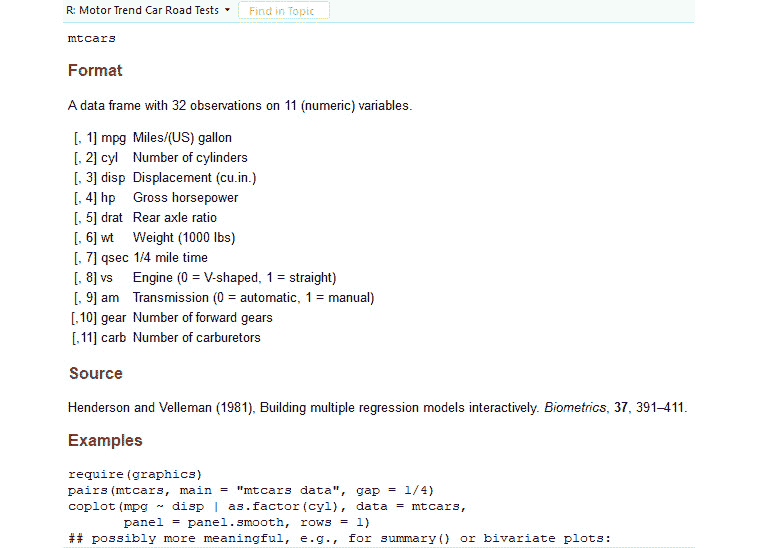 R: Motor Trend Car Road Tests Find in Topic
mtcars
Format
A data frame with 32 observations on 11 (numeric) variables.
[, 1] mpg Miles/(US) gallon
[, 2] cyl Number of cylinders
[, 3] disp Displacement (cu.in.)
[, 4] hp Gross horsepower
[, 5] drat Rear axle ratio
[, 6] wt Weight (1000 lbs)
[, 7] qsec 1/4 mile time
[, 8] vs Engine (0 = V-shaped, 1 = straight)
[, 9] am Transmission (0 = automatic, 1 = manual)
[,10] gear Number of forward gears
[,11] carb Number of carburetors
Source
Henderson and Velleman (1981), Building multiple regression models interactively. Biometrics, 37, 391–411.
Examples
require(graphics)
pairs(mtcars, main = "mtcars data", gap = 1/4)
coplot(mpg ~ disp | as.factor(cyl), data = mtcars,
panel = panel.smooth, rows = 1)
## possibly more meaningful, e.g., for summary() or bivariate plots: